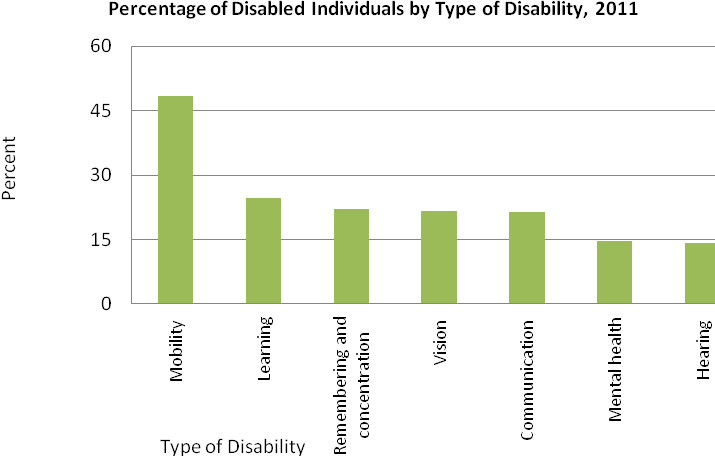 Percentage of Disabled Individuals by Type of Disability, 2011
Percent
60
45
30
15
0
Mobility
Learning
Remembering and
concentration
Vision
Communication
Mental health
Hearing
Type of Disability